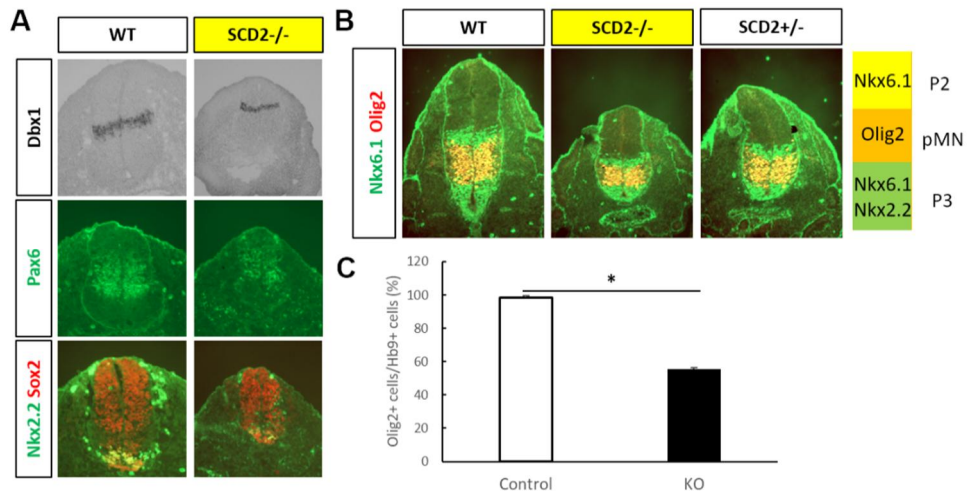 A
WT
SCD2-/-
Dbx1
Pax6
Nkx2.2 Sox2
B
WT
SCD2-/-
SCD2+/-
Nkx6.1 Olig2
Nkx6.1
P2
Olig2
pMN
Nkx6.1
Nkx2.2
P3
C
Olig2+ cells/Hb9+ cells (%)
120
100
80
60
40
20
0
*
Control
KO